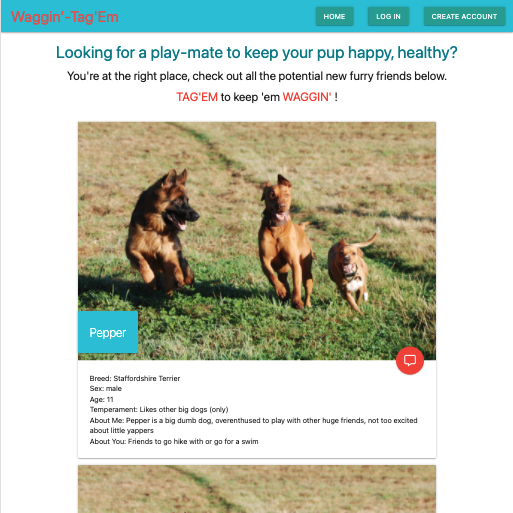 Waggin'-Tag'Em
HOME
LOG IN
CREATE ACCOUNT
Looking for a play-mate to keep your pup happy, healthy?
You're at the right place, check out all the potential new furry friends below.
TAG'EM to keep 'em WAGGIN' !
Pepper
Breed: Staffordshire Terrier
Sex: male
Age: 11
Temperament: Likes other big dogs (only)
About Me: Pepper is a big dumb dog, overenthused to play with other huge friends, not too excited
about little yappers
About You: Friends to go hike with or go for a swim